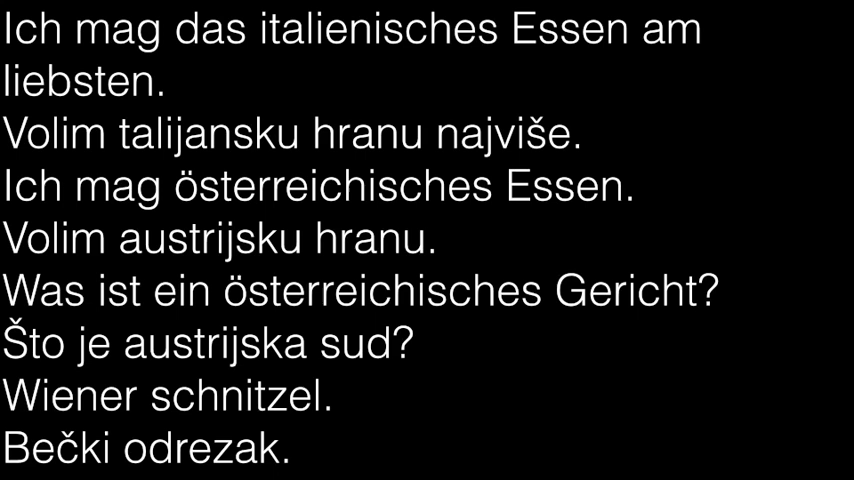 Ich mag das italienisches Essen am
liebsten.
Volim talijansku hranu najviše.
Ich mag österreichisches Essen.
Volim austrijsku hranu.
Was ist ein österreichisches Gericht?
Što je austrijska sud?
Wiener schnitzel.
Bečki odrezak.